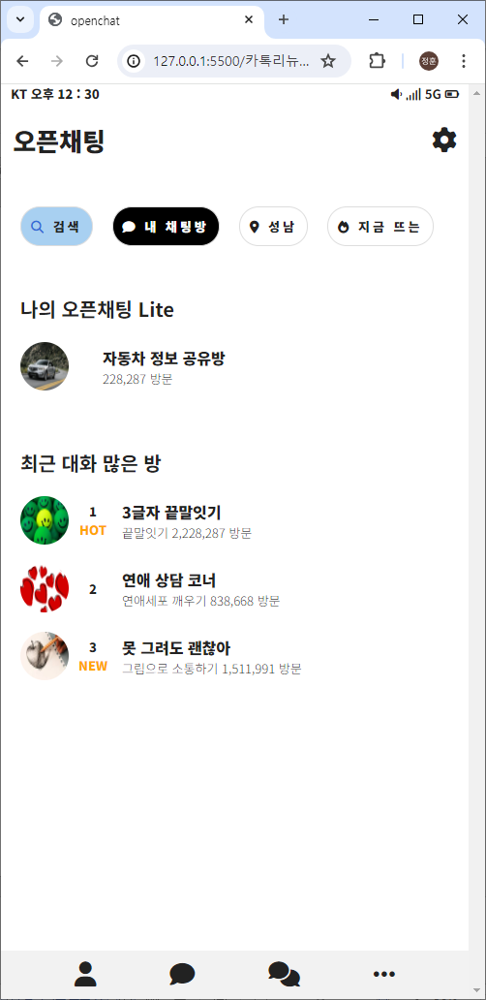 openchat
127.0.0.1:5500/카톡리뉴...
정훈
KT 오후 12 : 30
5G
오픈채팅
검색
내 채팅방
성남
지금 뜨는
나의 오픈채팅 Lite
자동차 정보 공유방
228,287 방문
최근 대화 많은 방
1
HOT
3글자 끝말잇기
끝말잇기 2,228,287 방문
2
연애 상담 코너
연애세포 깨우기 838,668 방문
3
NEW
못 그려도 괜찮아
그림으로 소통하기 1,511,991 방문